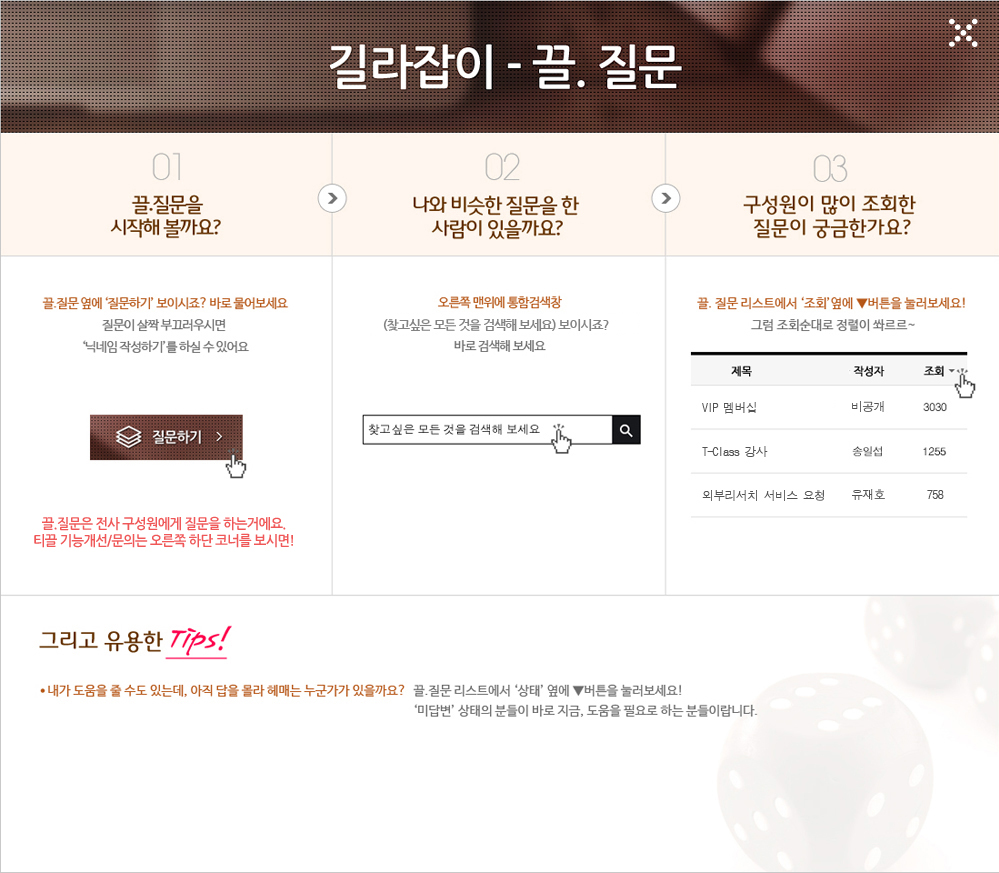 길라잡이 - 끌. 질문
01
끌.질문을
시작해 볼까요?
02
나와 비슷한 질문을 한
사람이 있을까요?
03
구성원이 많이 조회한
질문이 궁금한가요?
끌.질문 옆에 ‘질문하기’ 보이시죠? 바로 물어보세요
질문이 살짝 부끄러우시면
‘닉네임 작성하기’를 하실 수 있어요
질문하기
끌.질문은 전사 구성원에게 질문을 하는거에요.
티끌 기능개선/문의는 오른쪽 하단 코너를 보시면!
오른쪽 맨위에 통합검색창
(찾고싶은 모든 것을 검색해 보세요) 보이시죠?
바로 검색해 보세요
찾고싶은 모든 것을 검색해 보세요
끌. 질문 리스트에서 ‘조회’옆에 ▼버튼을 눌러보세요!
그럼 조회순대로 정렬이 쏴르르~
제목 작성자 조회
VIP 멤버십 비공개 3030
T-Class 강사 송일섭 1255
외부리서치 서비스 요청 유재호 758
그리고 유용한 Tips!
• 내가 도움을 줄 수도 있는데, 아직 답을 몰라 헤매는 누군가가 있을까요? 끌.질문 리스트에서 ‘상태’ 옆에 ▼버튼을 눌러보세요!
‘미답변’ 상태의 분들이 바로 지금, 도움을 필요로 하는 분들이랍니다.